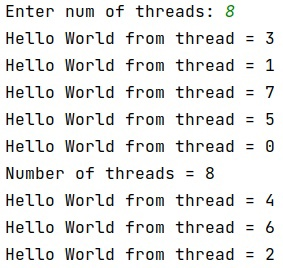 Enter num of threads: 8
Hello World from thread = 3
Hello World from thread = 1
Hello World from thread = 7
Hello World from thread = 5
Hello World from thread = 0
Number of threads = 8
Hello World from thread = 4
Hello World from thread = 6
Hello World from thread = 2